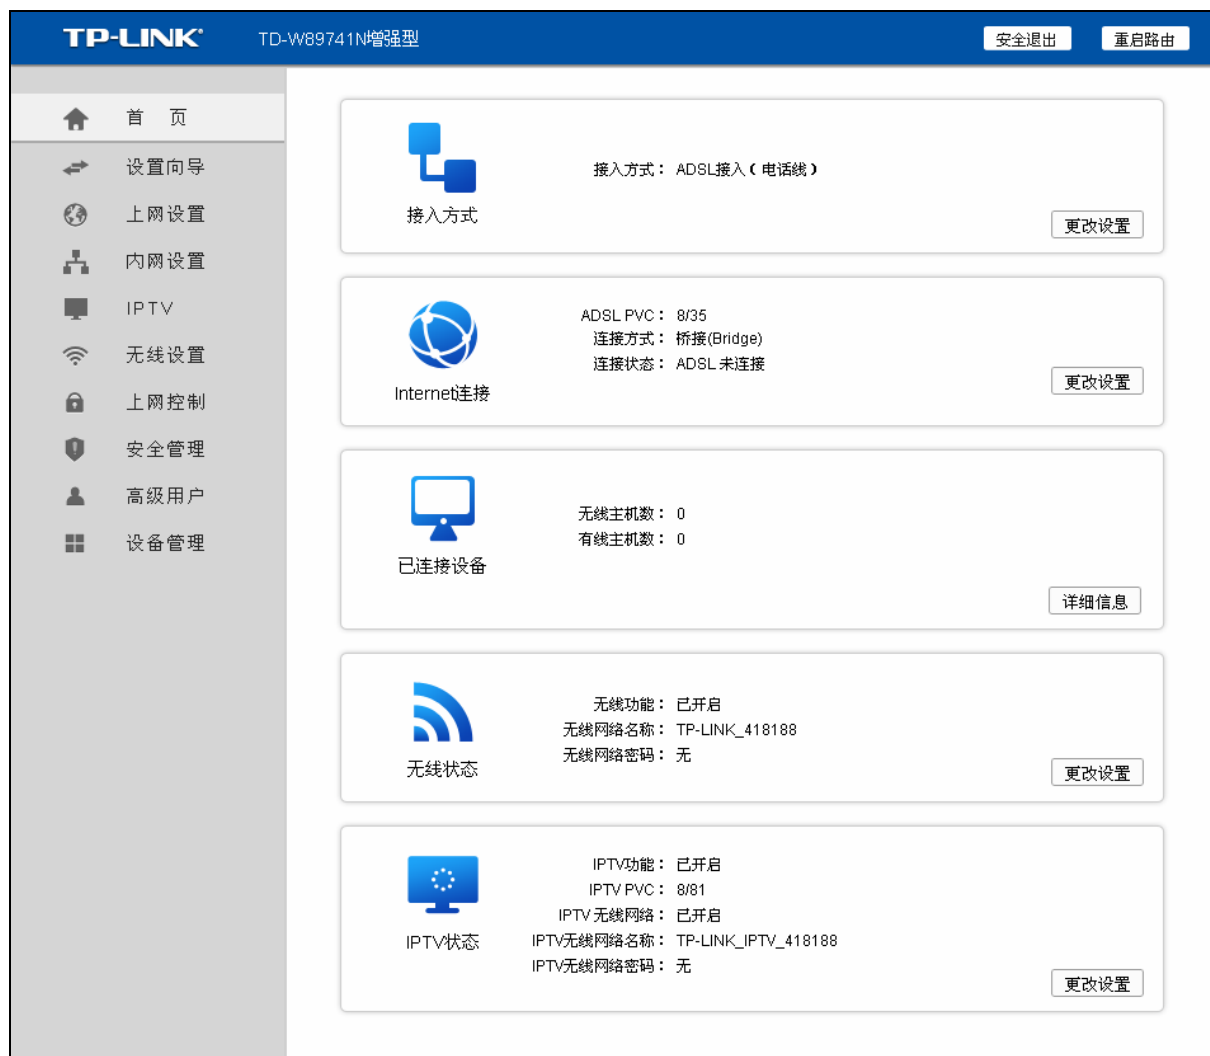 TP-LINK® TD-W89741N增强型 安全退出 重启路由
首 页
设置向导
上网设置
内网设置
IPTV
无线设置
上网控制
安全管理
高级用户
设备管理
接入方式
接入方式： ADSL接入（电话线）
更改设置
Internet连接
ADSL PVC： 8/35
连接方式： 桥接(Bridge)
连接状态： ADSL 未连接
更改设置
已连接设备
无线主机数： 0
有线主机数： 0
详细信息
无线状态
无线功能： 已开启
无线网络名称： TP-LINK_418188
无线网络密码： 无
更改设置
IPTV状态
IPTV功能： 已开启
IPTV PVC： 8/81
IPTV 无线网络： 已开启
IPTV无线网络名称： TP-LINK_IPTV_418188
IPTV无线网络密码： 无
更改设置